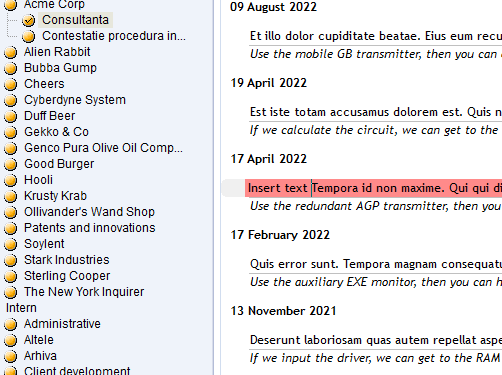 Acme Corp
Consultanta
Contestatie procedura in...
Alien Rabbit
Bubba Gump
Cheers
Cyberdyne System
Duff Beer
Gekko & Co
Genco Pura Olive Oil Comp...
Good Burger
Hooli
Krusty Krab
Ollivander's Wand Shop
Patents and innovations
Soylent
Stark Industries
Sterling Cooper
The New York Inquirer
Intern
Administrative
Altele
Arhiva
Client development
09 August 2022
Et illo dolor cupiditate beatae. Eius eum recu
Use the mobile GB transmitter, then you can
19 April 2022
Est iste totam accusamus dolorem est. Quis n
If we calculate the circuit, we can get to the
17 April 2022
Insert text Tempora id non maxime. Qui qui di
Use the redundant AGP transmitter, then you
17 February 2022
Quis error sunt. Tempora magnam consequatu
Use the auxiliary EXE monitor, then you can h
13 November 2021
Deserunt laboriosam quas autem repellat aspe
If we input the driver, we can get to the RAM